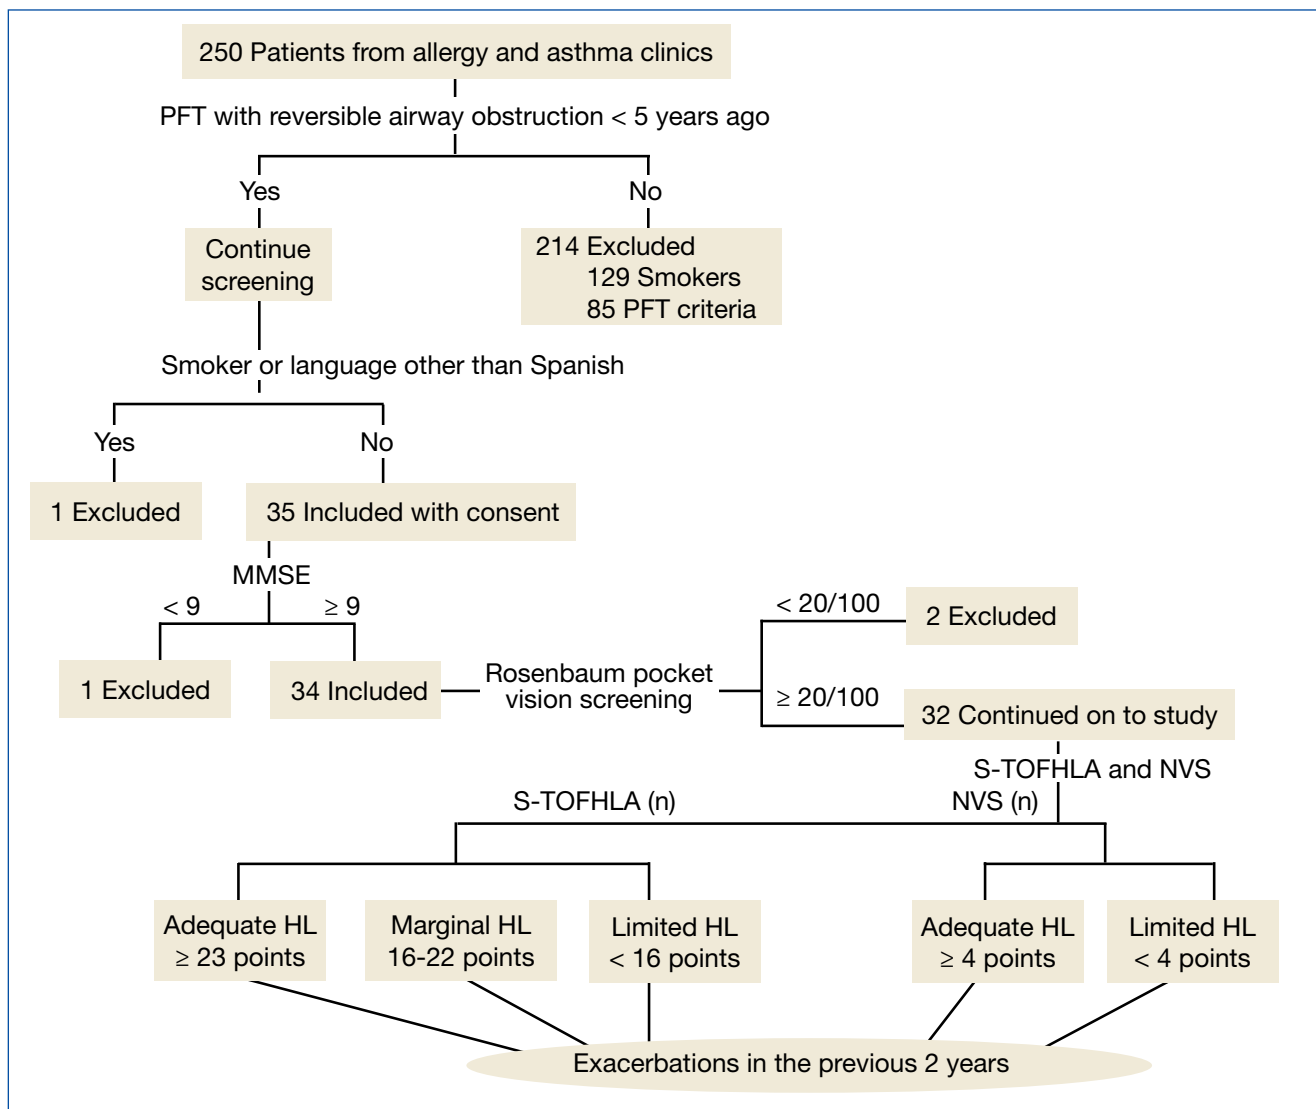 250 Patients from allergy and asthma clinics
PFT with reversible airway obstruction < 5 years ago
Yes
No
Continue
screening
214 Excluded
129 Smokers
85 PFT criteria
Smoker or language other than Spanish
Yes
No
1 Excluded
35 Included with consent
MMSE
< 9
≥ 9
1 Excluded
34 Included
Rosenbaum pocket
vision screening
< 20/100
2 Excluded
≥ 20/100
32 Continued on to study
S-TOFHLA and NVS
S-TOFHLA (n)
NVS (n)
Adequate HL
≥ 23 points
Marginal HL
16-22 points
Limited HL
< 16 points
Adequate HL
≥ 4 points
Limited HL
< 4 points
Exacerbations in the previous 2 years